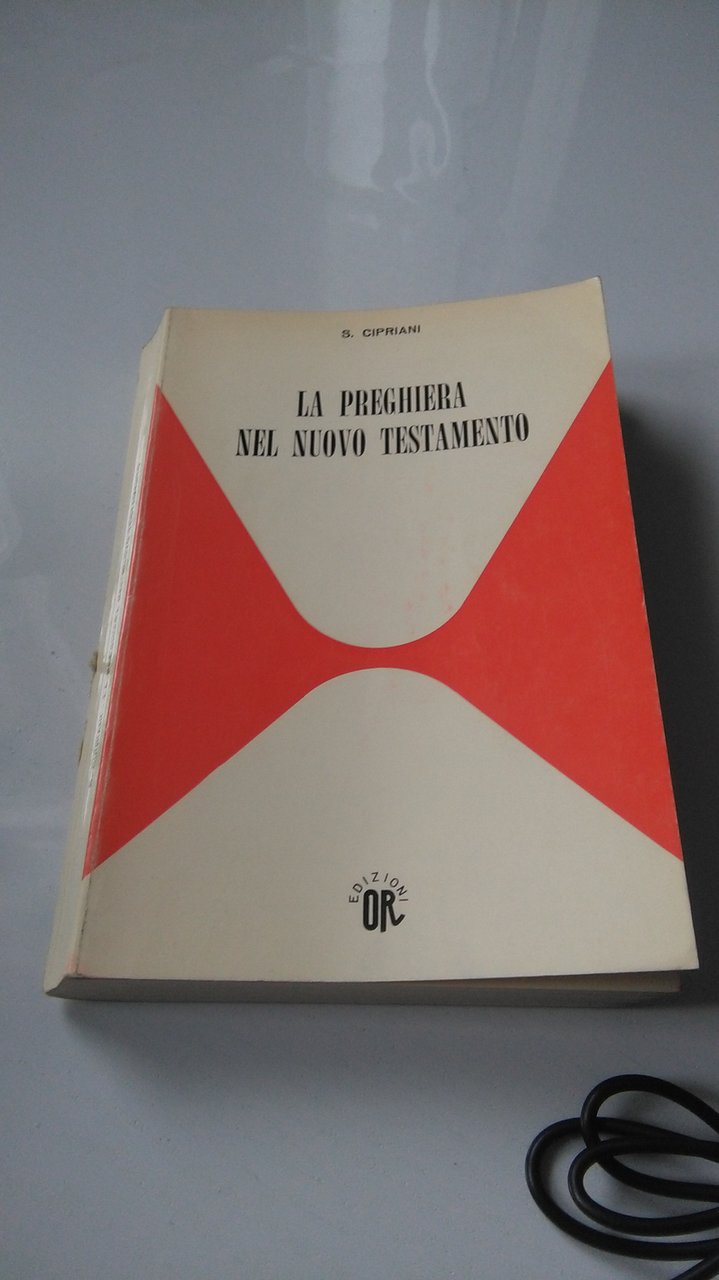 S. CIPRIANI
LA PREGHIERA
NEL NUOVO TESTAMENTO
EDIZIONI
OR